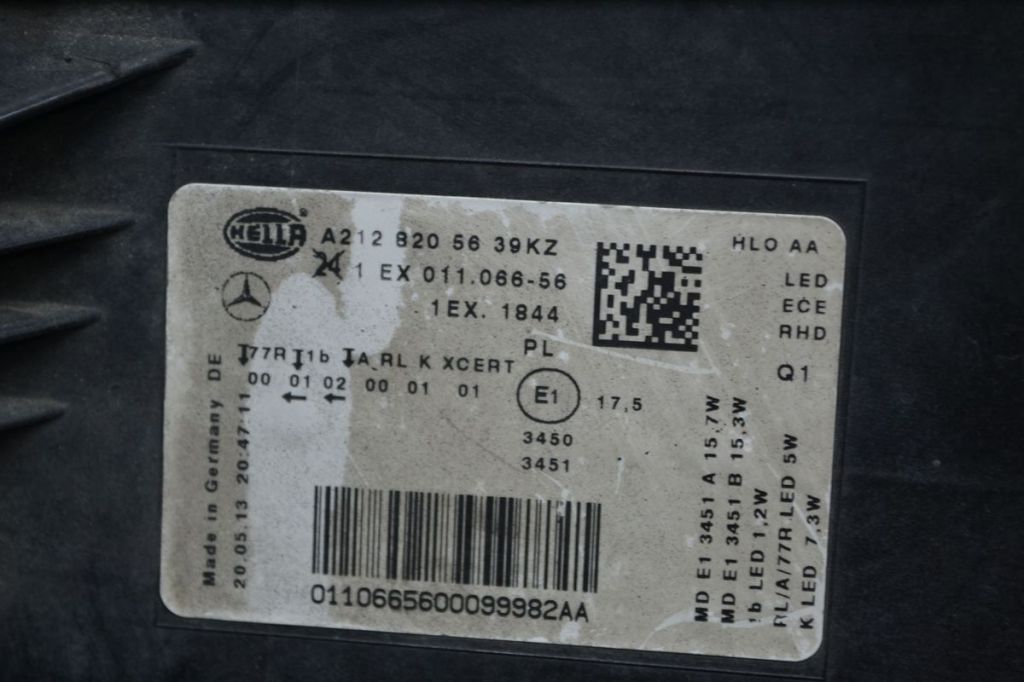 HELLA ®
A212 820 56 39KZ
24 1 EX 011.066-56
1EX. 1844
HLO AA
LED
ECE
RHD
Q1
PL
77R 1b A RL K XCERT
00 01 02 00 01 01
E1
17,5
3450
3451
Made in Germany DE
20.05.13 20:47:11
0110665600099982AA
MD E1 3451 A 15,7W
MD E1 3451 B 15,3W
1b LED 1,2W
RL/A/77R LED 5W
K LED 7,3W